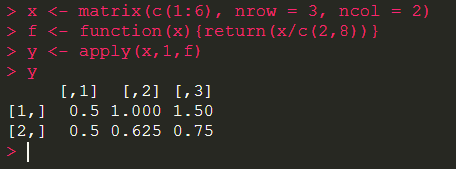 > x <- matrix(c(1:6), nrow = 3, ncol = 2)
> f <- function(x){return(x/c(2,8))}
> y <- apply(x,1,f)
> y
     [,1]  [,2] [,3]
[1,]  0.5 1.000 1.50
[2,]  0.5 0.625 0.75
>